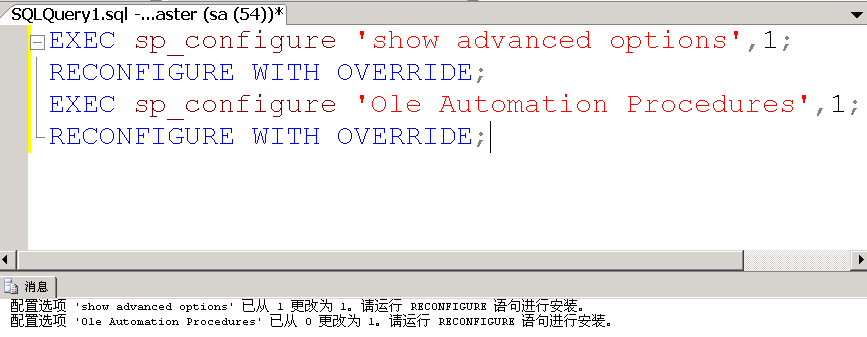 SQLQuery1.sql -...aster (sa (54))*
EXEC sp_configure 'show advanced options',1;
RECONFIGURE WITH OVERRIDE;
EXEC sp_configure 'Ole Automation Procedures',1;
RECONFIGURE WITH OVERRIDE;
消息
配置选项 'show advanced options' 已从 1 更改为 1。请运行 RECONFIGURE 语句进行安装。
配置选项 'Ole Automation Procedures' 已从 0 更改为 1。请运行 RECONFIGURE 语句进行安装。